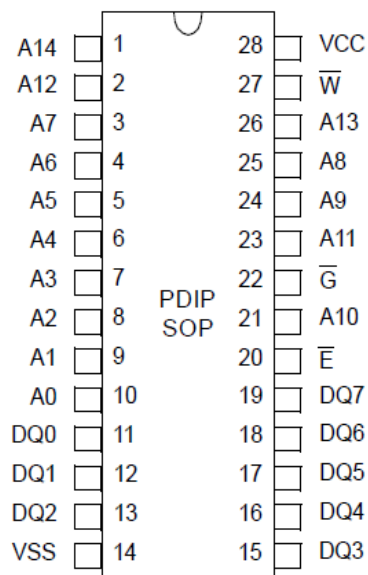 A14 1 28 VCC
A12 2 27 W̅
A7 3 26 A13
A6 4 25 A8
A5 5 24 A9
A4 6 23 A11
A3 7 22 G̅
PDIP
A2 8 21 A10
SOP
A1 9 20 E̅
A0 10 19 DQ7
DQ0 11 18 DQ6
DQ1 12 17 DQ5
DQ2 13 16 DQ4
VSS 14 15 DQ3